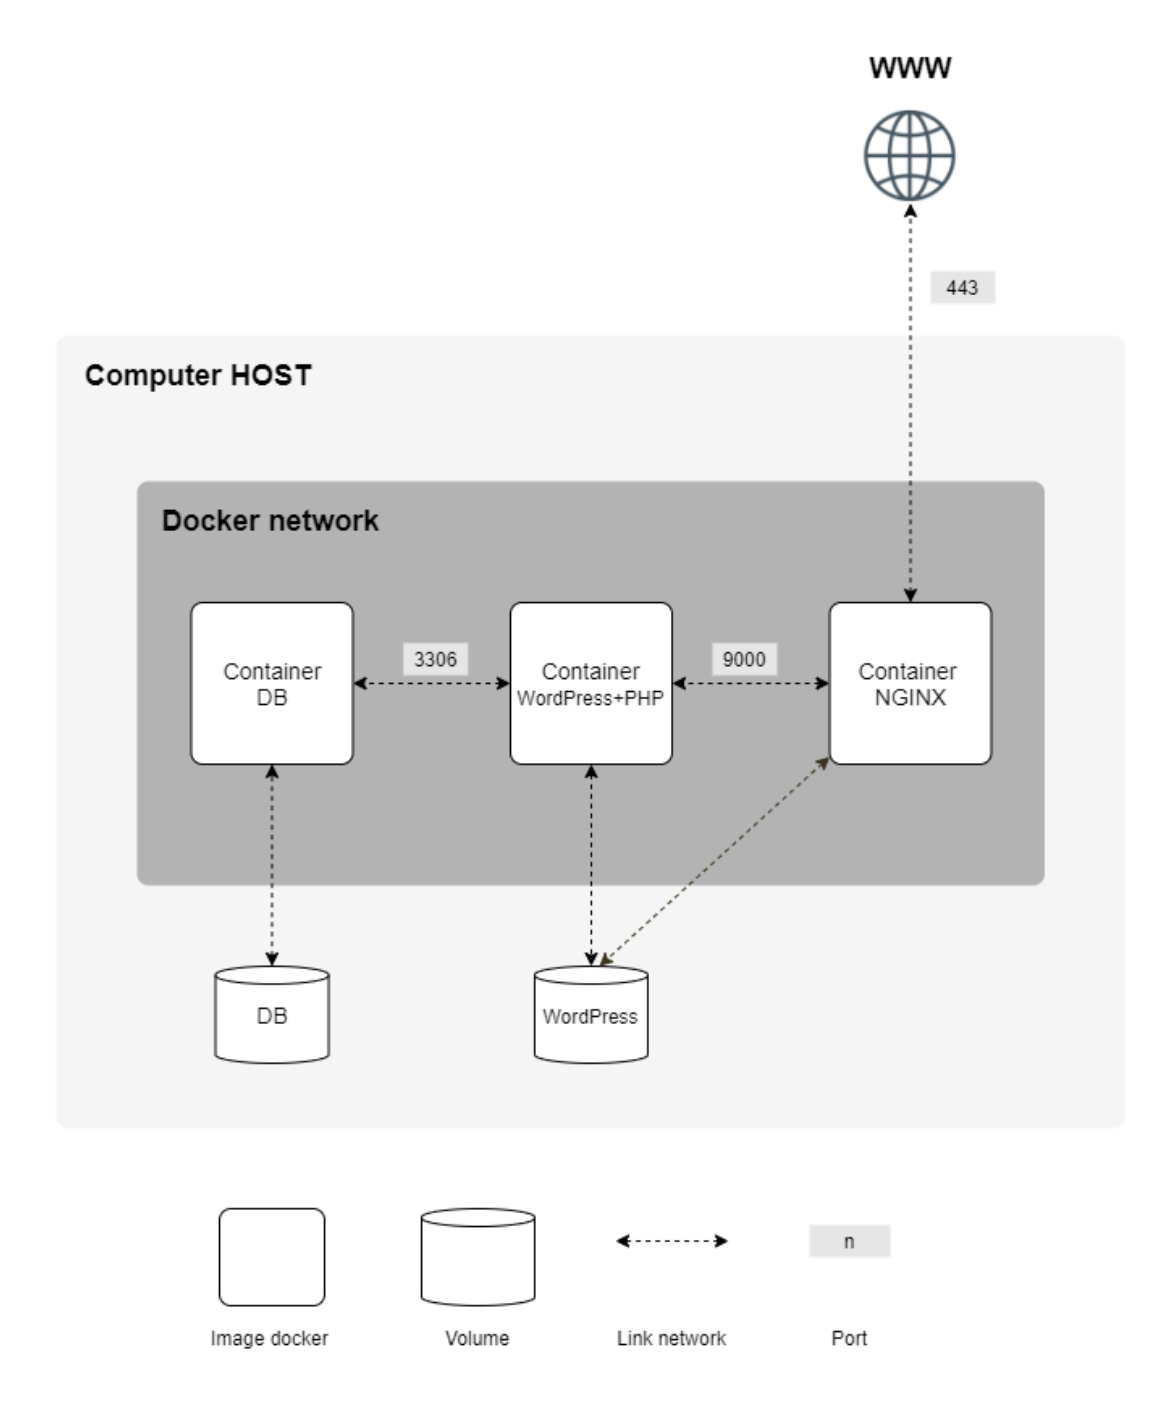 WWW
443
Computer HOST
Docker network
Container
DB
3306
Container
WordPress+PHP
9000
Container
NGINX
DB
WordPress
n
Image docker
Volume
Link network
Port